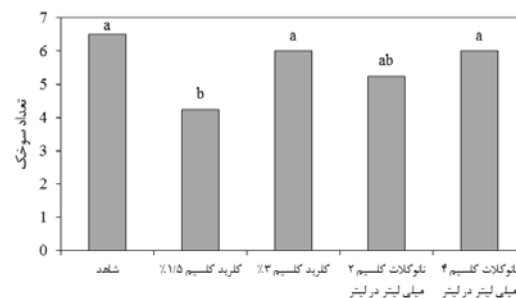 7
a
a
a
6
ab
5
b
4
3
2
1
0
تعداد سوخک
شاهد
کلرید کلسیم ۱/۵٪
کلرید کلسیم ۳٪
نانوکلات کلسیم ۲
میلی لیتر در لیتر
نانوکلات کلسیم ۴
میلی لیتر در لیتر